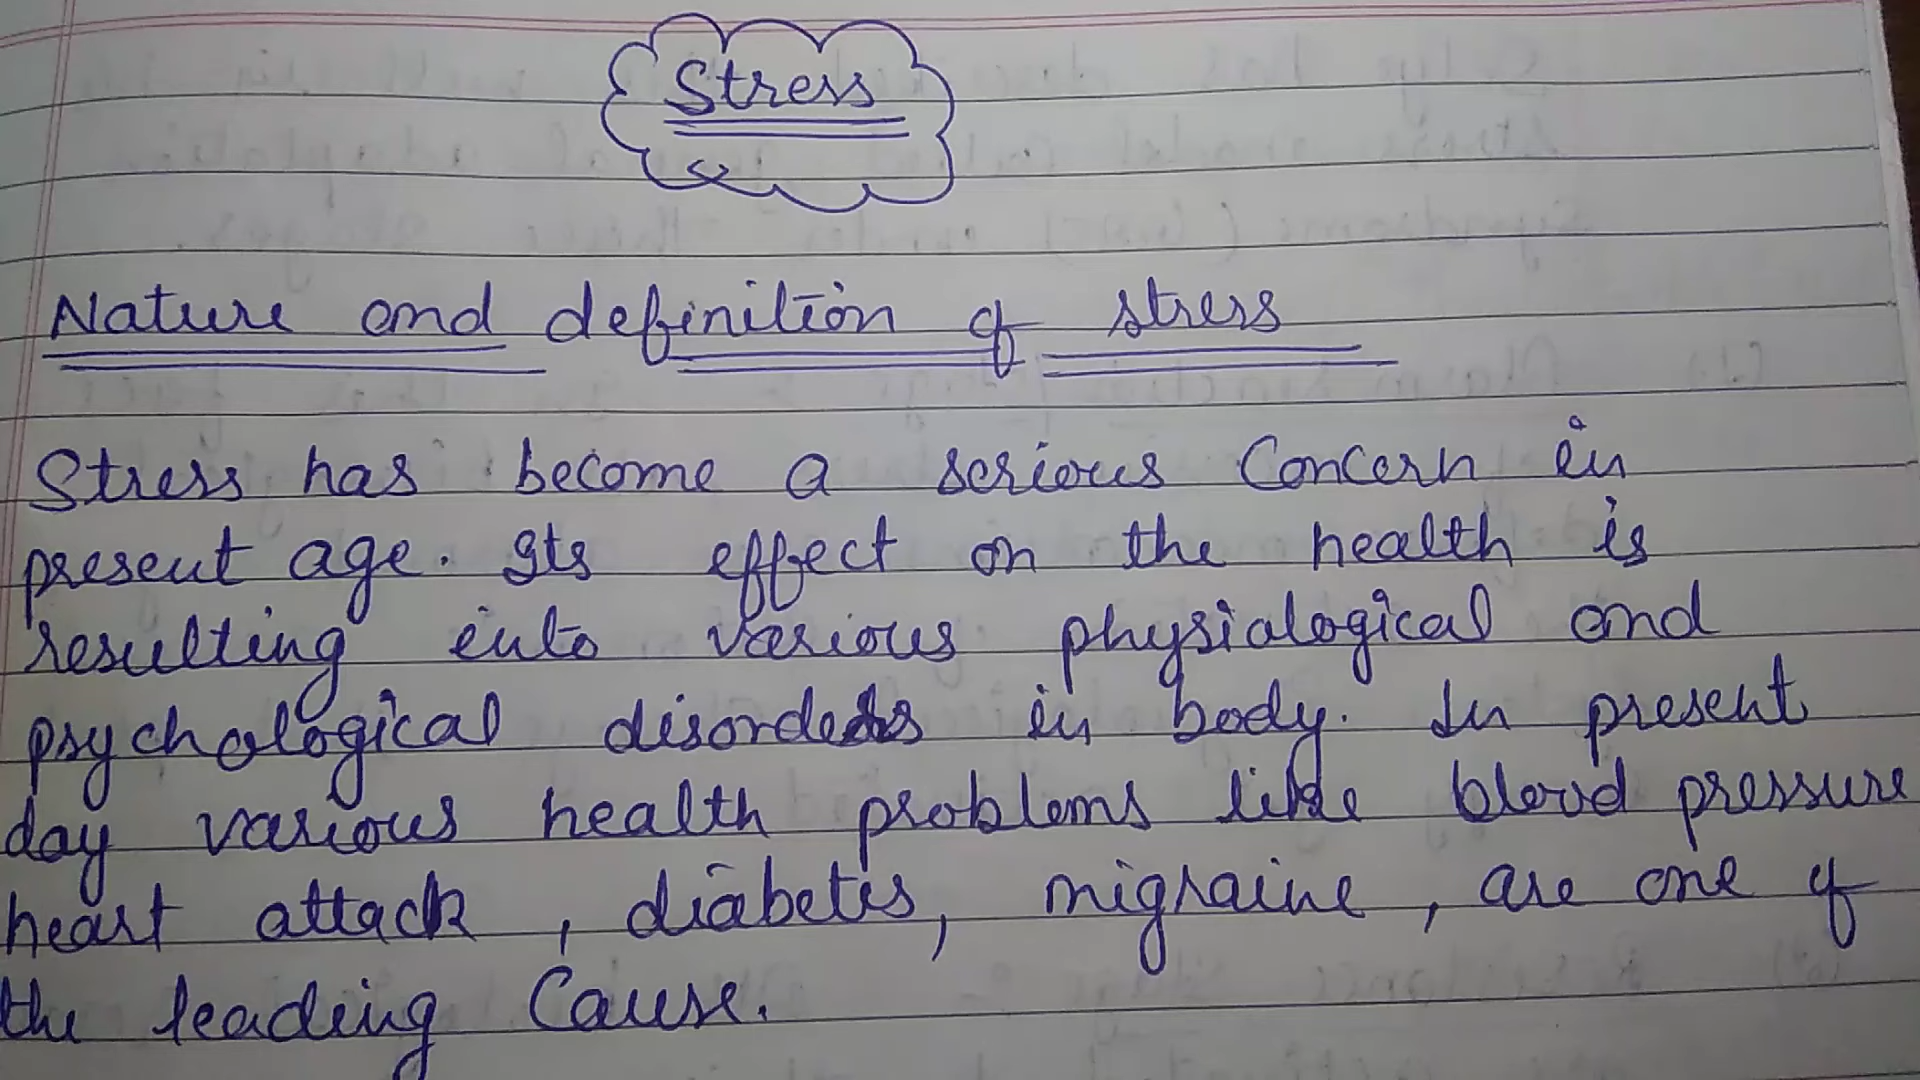 Stress
Nature and definition of stress
Stress has become a serious Concern in
present age. Its effect on the health is
resulting into various physialogical and
psychological disorders in body. In present
day various health problems like blood pressure
heart attack, diabetes, migraine, are one of
the leading Cause.